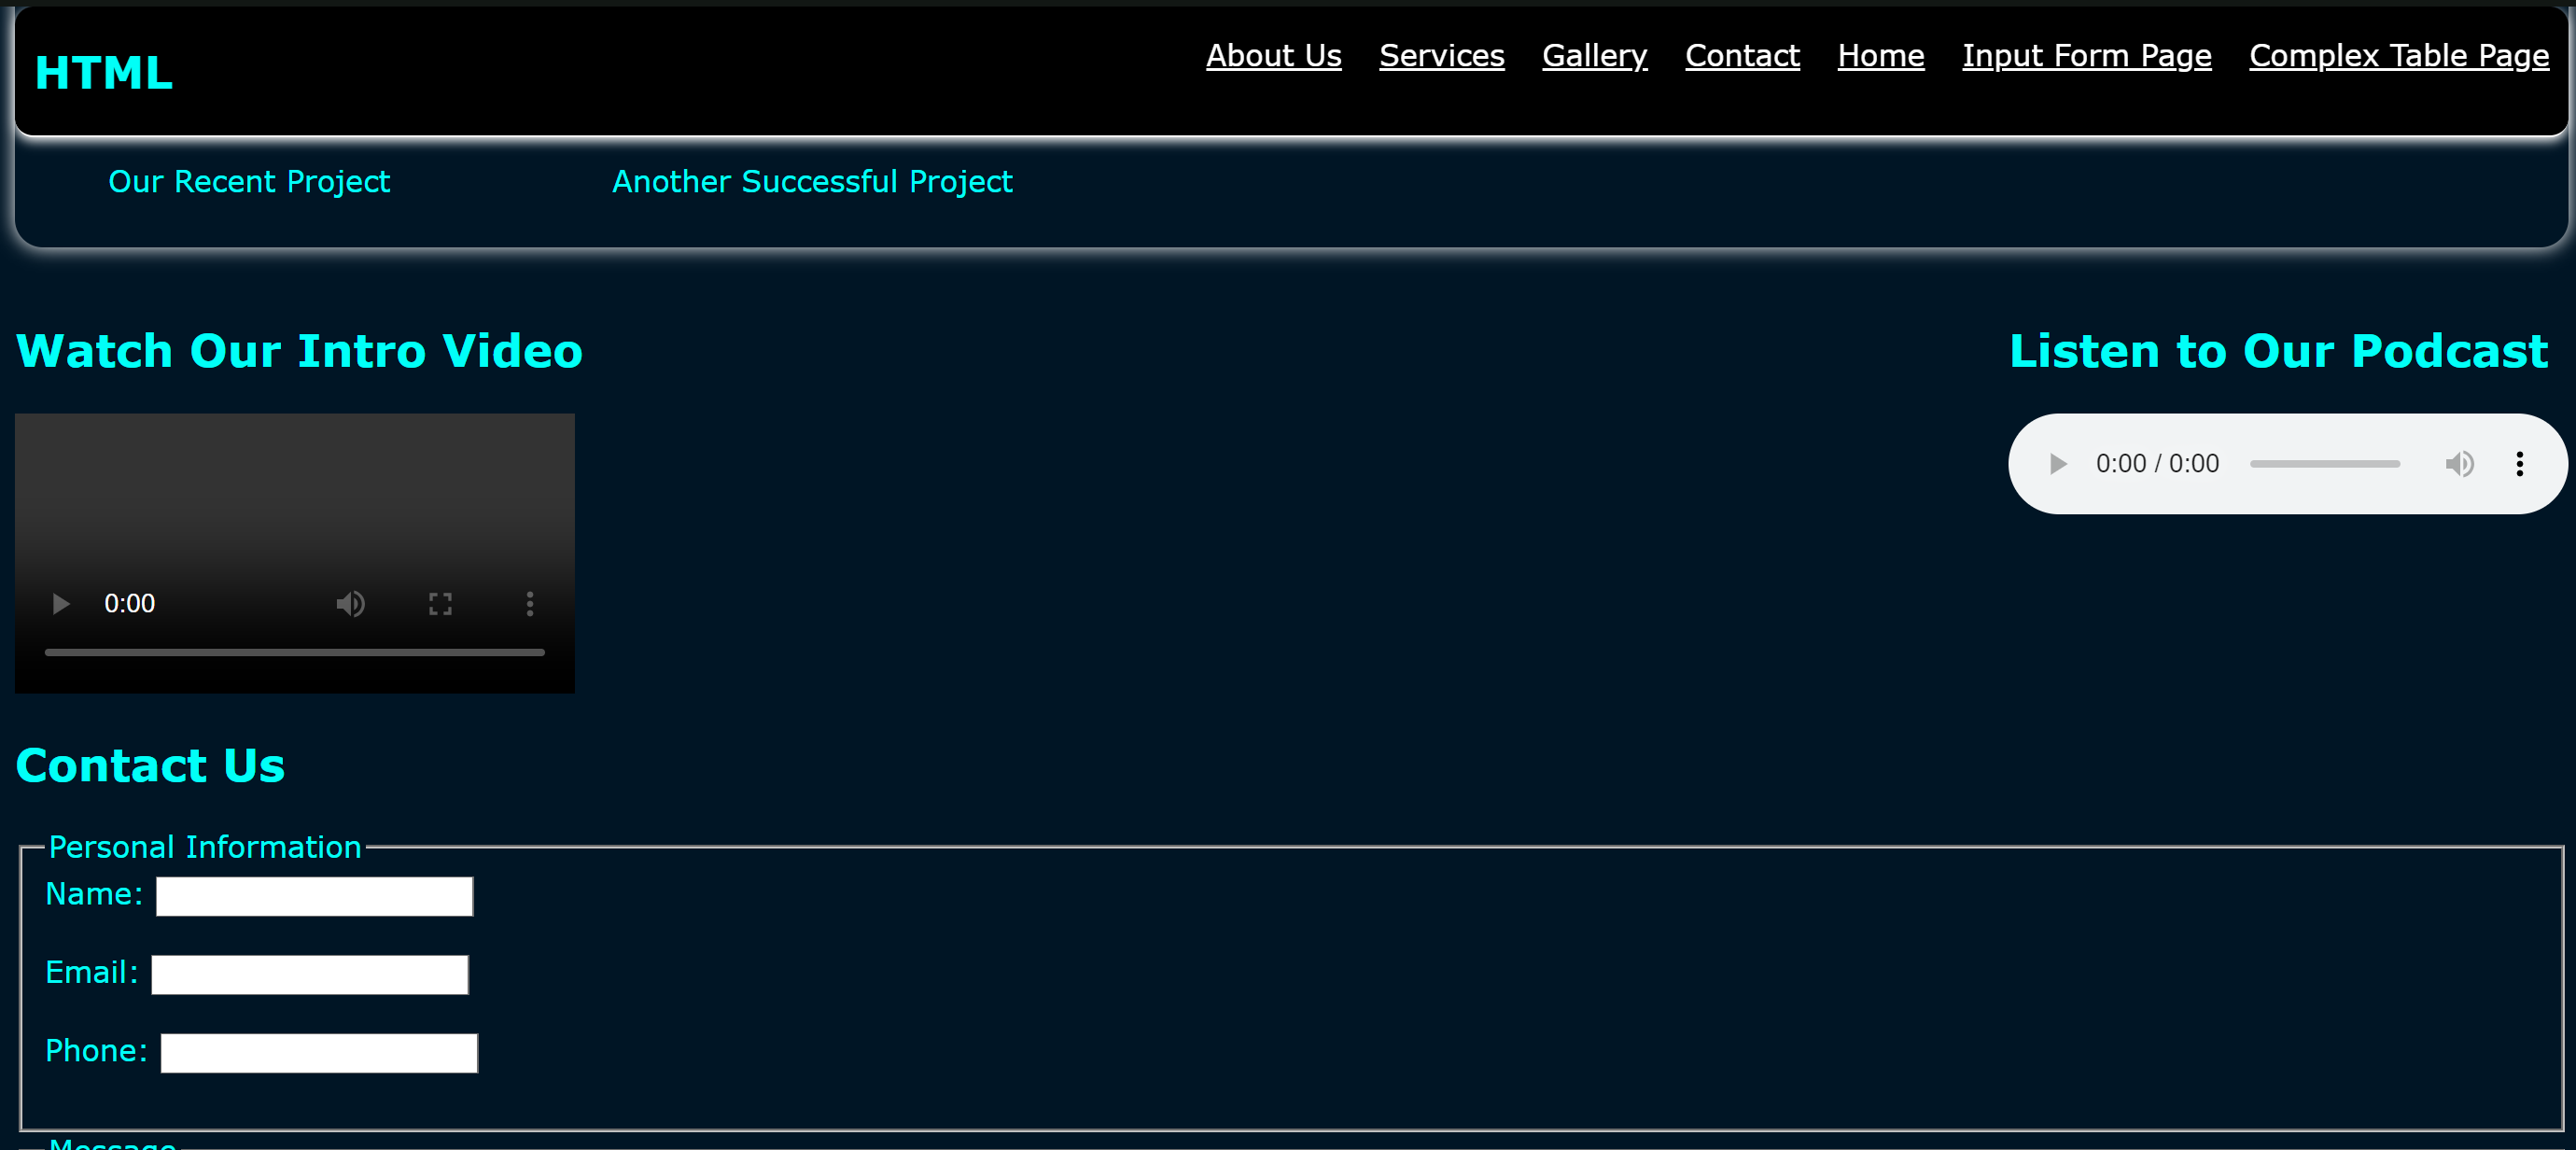 HTML
About Us Services Gallery Contact Home Input Form Page Complex Table Page
Our Recent Project Another Successful Project
Watch Our Intro Video Listen to Our Podcast
0:00 / 0:00
0:00
Contact Us
Personal Information
Name:
Email:
Phone:
Message